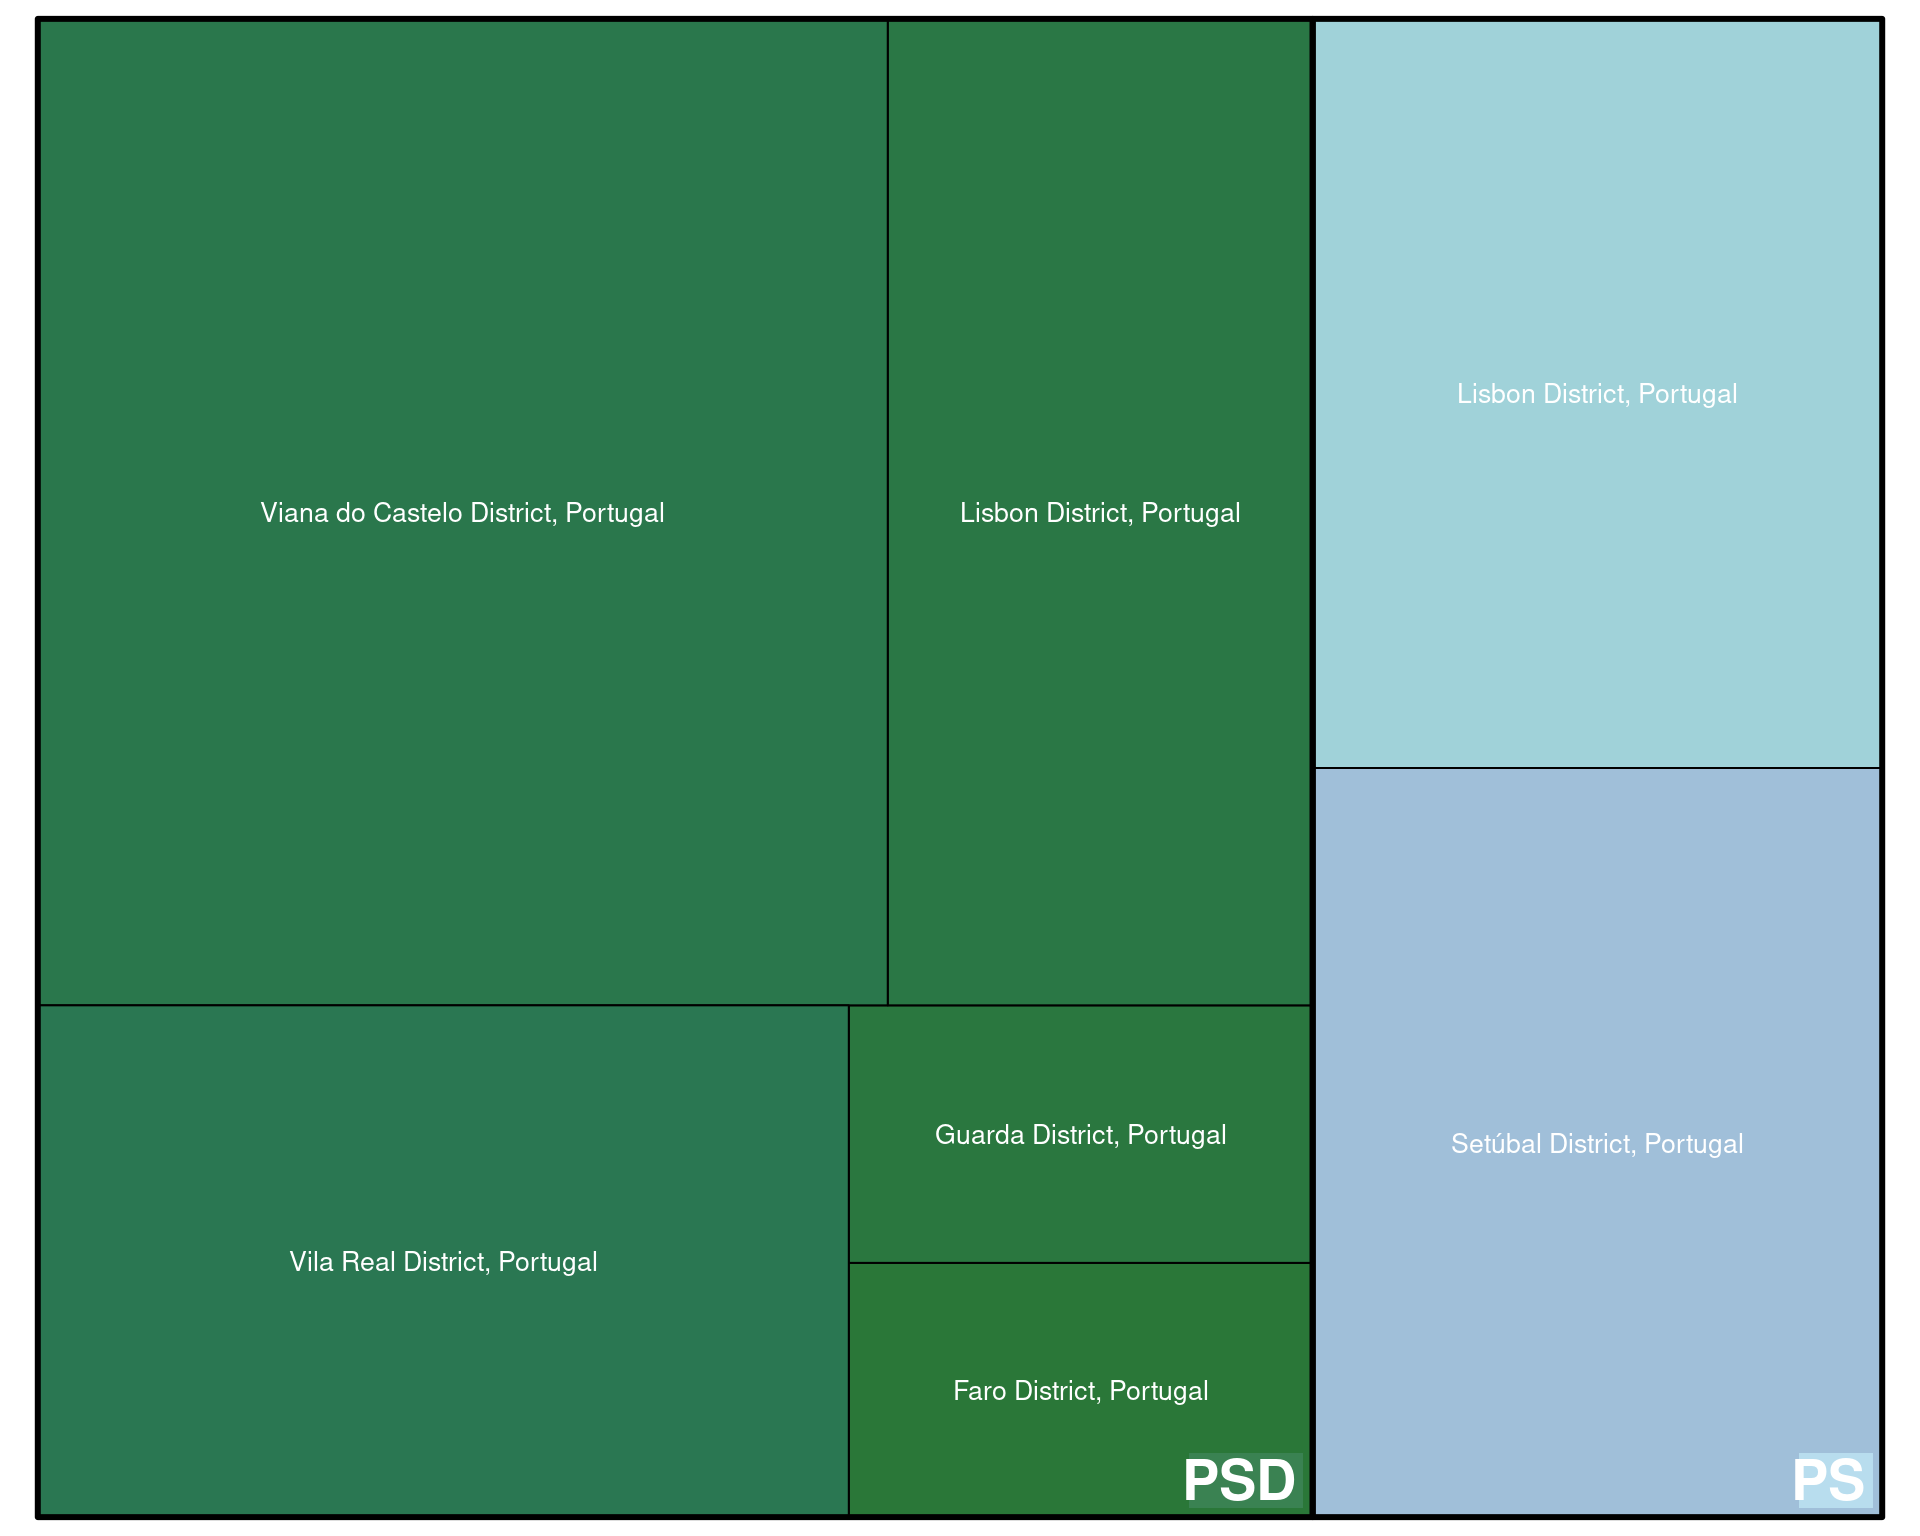 Viana do Castelo District, Portugal
Lisbon District, Portugal
Lisbon District, Portugal
Vila Real District, Portugal
Guarda District, Portugal
Setúbal District, Portugal
Faro District, Portugal
PSD
PS